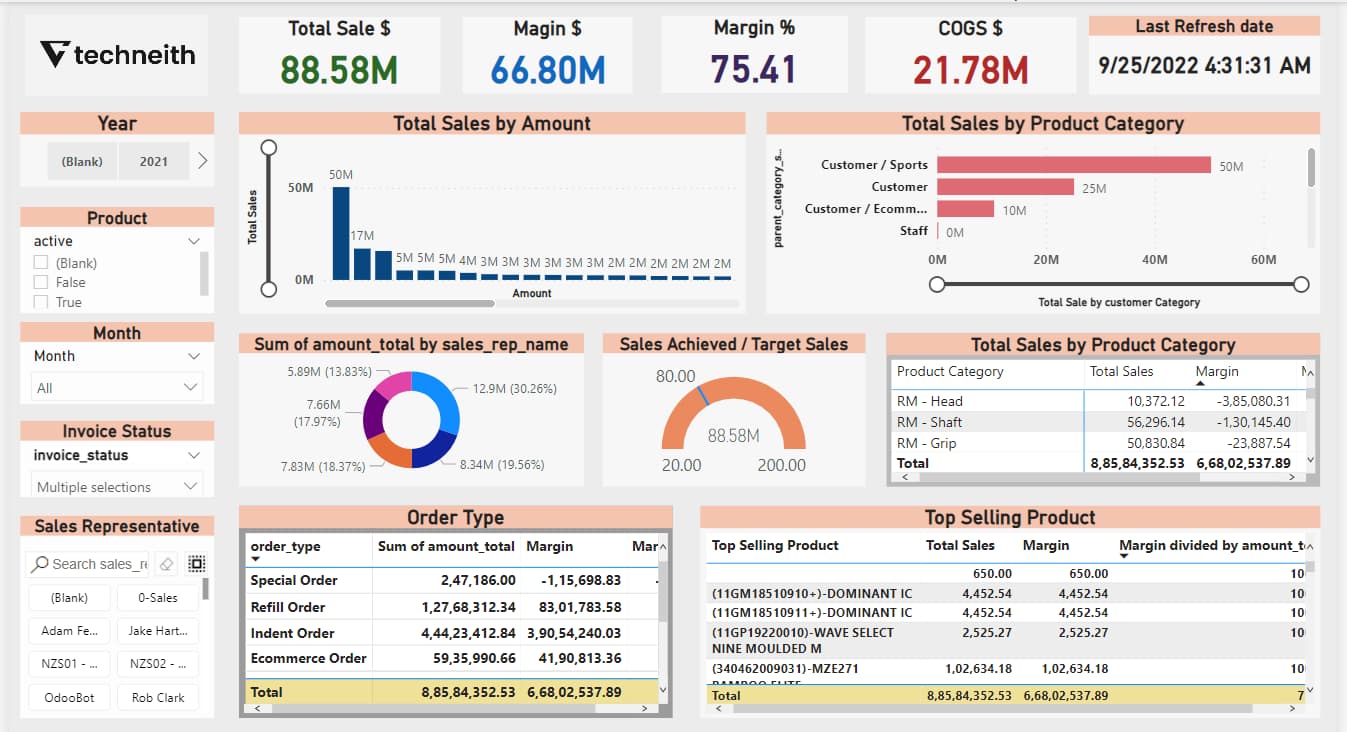 techneith
Total Sale $
88.58M
Magin $
66.80M
Margin %
75.41
COGS $
21.78M
Last Refresh date
9/25/2022 4:31:31 AM
Year
(Blank)
2021
Product
active
(Blank)
False
True
Month
Month
All
Invoice Status
invoice_status
Multiple selections
Sales Representative
Search sales_re
(Blank)
0-Sales
Adam Fe...
Jake Hart...
NZS01 - ...
NZS02 - ...
OdooBot
Rob Clark
Total Sales by Amount
Total Sales
50M
0M
50M
17M
5M 5M 5M 4M 3M 3M 3M 3M 3M 3M 2M 2M 2M 2M 2M 2M
Amount
Total Sales by Product Category
parent_category_s...
Customer / Sports
50M
Customer
25M
Customer / Ecomm...
10M
Staff
0M
0M 20M 40M 60M
Total Sale by customer Category
Sum of amount_total by sales_rep_name
5.89M (13.83%)
12.9M (30.26%)
7.66M
(17.97%)
7.83M (18.37%)
8.34M (19.56%)
Sales Achieved / Target Sales
80.00
88.58M
20.00
200.00
Total Sales by Product Category
Product Category Total Sales Margin
RM - Head 10,372.12 -3,85,080.31
RM - Shaft 56,296.14 -1,30,145.40
RM - Grip 50,830.84 -23,887.54
Total 8,85,84,352.53 6,68,02,537.89
Order Type
order_type Sum of amount_total Margin Mar
Special Order 2,47,186.00 -1,15,698.83 -
Refill Order 1,27,68,312.34 83,01,783.58
Indent Order 4,44,23,412.84 3,90,54,240.03
Ecommerce Order 59,35,990.66 41,90,813.36
Total 8,85,84,352.53 6,68,02,537.89
Top Selling Product
Top Selling Product Total Sales Margin Margin divided by amount_t
650.00 650.00 10
(11GM18510910+)-DOMINANT IC 4,452.54 4,452.54 10
(11GM18510911+)-DOMINANT IC 4,452.54 4,452.54 10
(11GP19220010)-WAVE SELECT 2,525.27 2,525.27 10
NINE MOULDED M
(340462009031)-MZE271 1,02,634.18 1,02,634.18 10
BAMBOO ELITE
Total 8,85,84,352.53 6,68,02,537.89 7